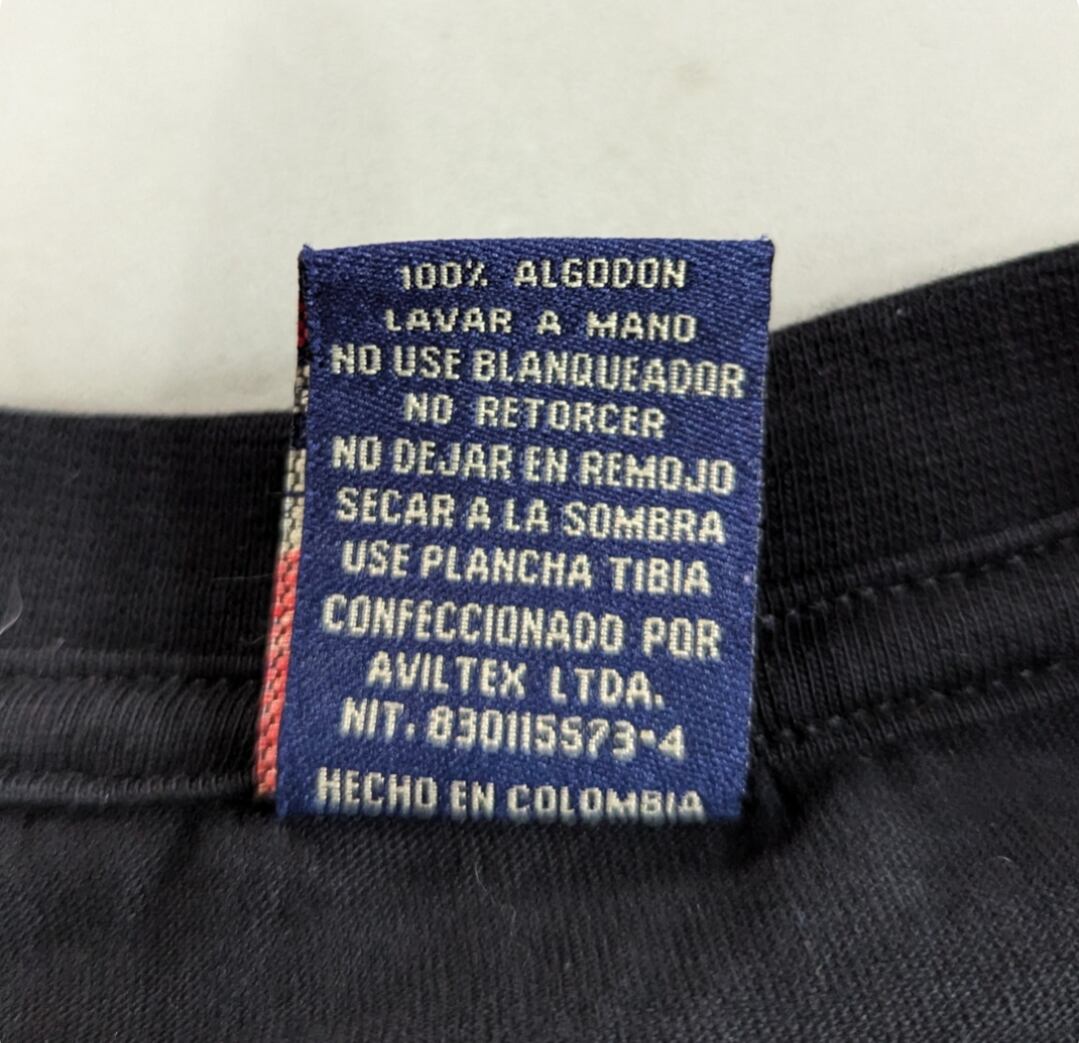 100% ALGODON
LAVAR A MANO
NO USE BLANQUEADOR
NO RETORCER
NO DEJAR EN REMOJO
SECAR A LA SOMBRA
USE PLANCHA TIBIA
CONFECCIONADO POR
AVILTEX LTDA.
NIT. 830115573-4
HECHO EN COLOMBIA